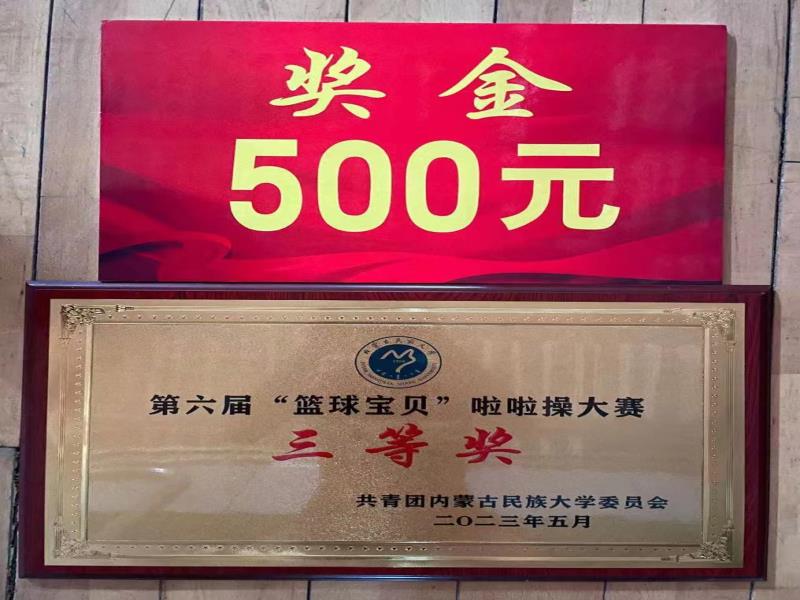 奖金
500元
第六届“篮球宝贝”啦啦操大赛
三等奖
共青团内蒙古民族大学委员会
二〇二三年五月